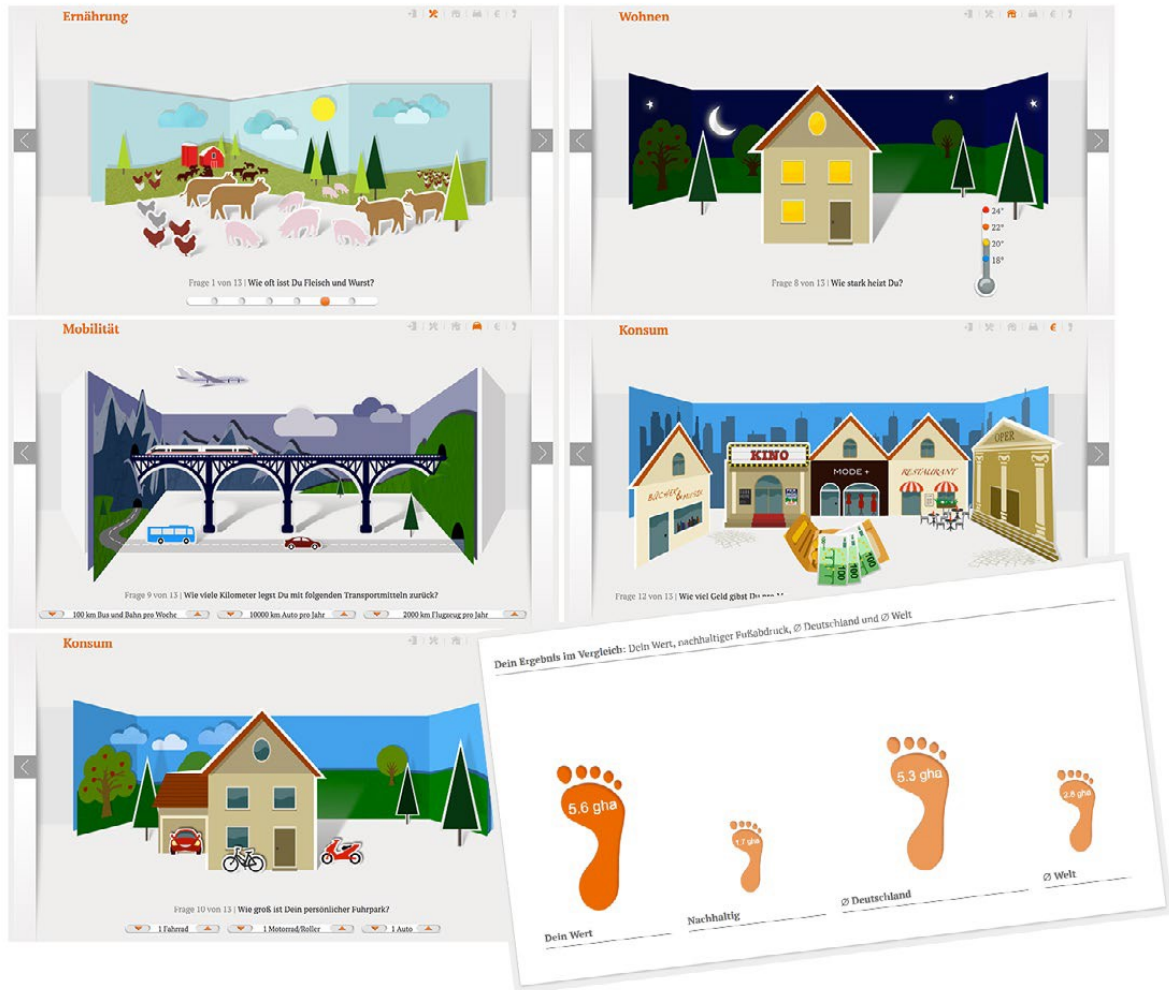 Ernährung
Frage 1 von 13 | Wie oft isst Du Fleisch und Wurst?
Wohnen
24°
22°
20°
18°
Frage 8 von 13 | Wie stark heizt Du?
Mobilität
Frage 9 von 13 | Wie viele Kilometer legst Du mit folgenden Transportmitteln zurück?
100 km Bus und Bahn pro Woche
10000 km Auto pro Jahr
2000 km Flugzeug pro Jahr
Konsum
€
BÜCHER & MUSIK
KINO
MODE +
RESTAURANT
OPER
100
100
100
Frage 12 von 13 | Wie viel Geld gibst Du pro
Konsum
Frage 10 von 13 | Wie groß ist Dein persönlicher Fuhrpark?
1 Fahrrad
1 Motorrad/Roller
1 Auto
Dein Ergebnis im Vergleich: Dein Wert, nachhaltiger Fußabdruck, Ø Deutschland und Ø Welt
5.6 gha
1.7 gha
5.3 gha
2.8 gha
Dein Wert
Nachhaltig
Ø Deutschland
Ø Welt